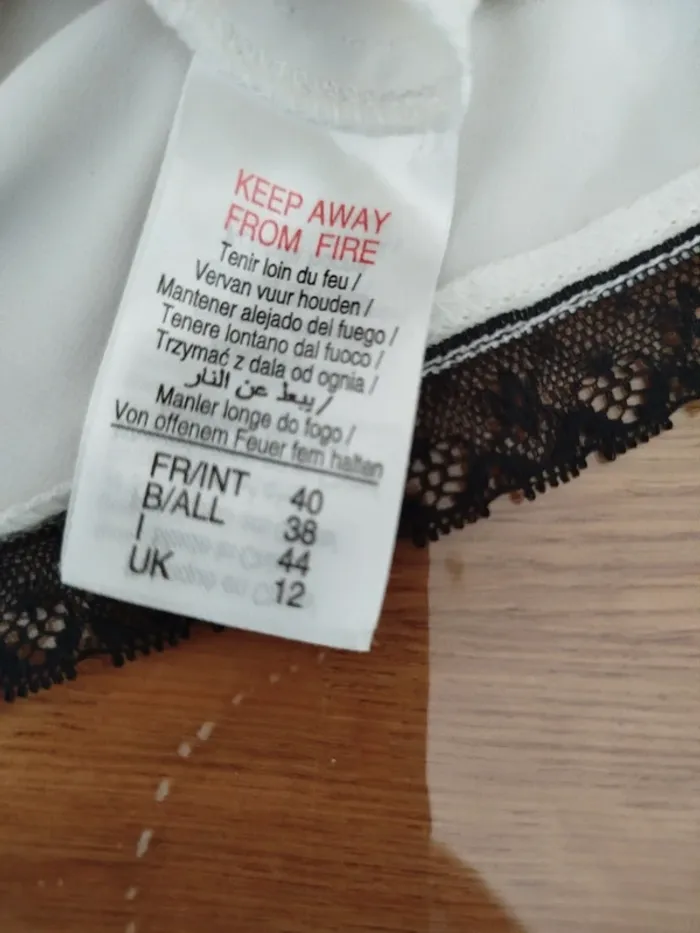 KEEP AWAY
FROM FIRE
Tenir loin du feu /
Vervan vuur houden /
Mantener alejado del fuego /
Tenere lontano dal fuoco /
Trzymać z dala od ognia /
يبعد عن النار /
Manler longe do fogo /
Von offenem Feuer fern halten
FR/INT 40
B/ALL 38
I 44
UK 12